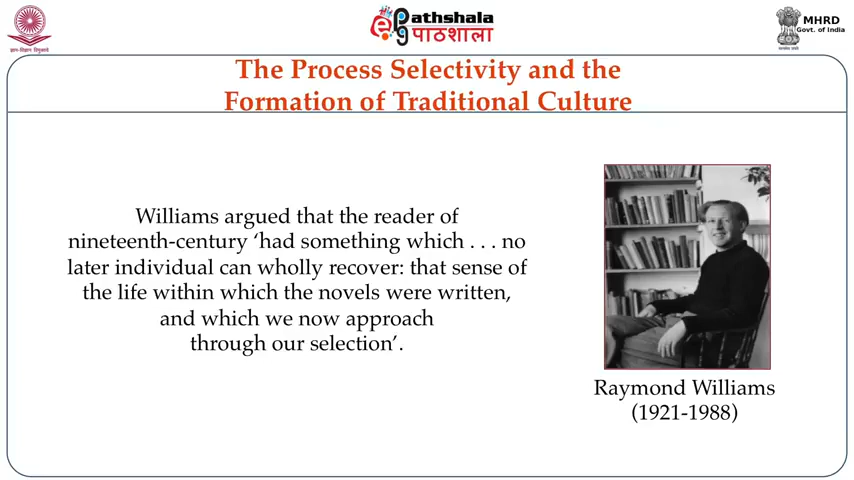 ePathshala
पाठशाला
MHRD
Govt. of India
The Process Selectivity and the
Formation of Traditional Culture
Williams argued that the reader of
nineteenth-century ‘had something which . . . no
later individual can wholly recover: that sense of
the life within which the novels were written,
and which we now approach
through our selection’.
Raymond Williams
(1921-1988)